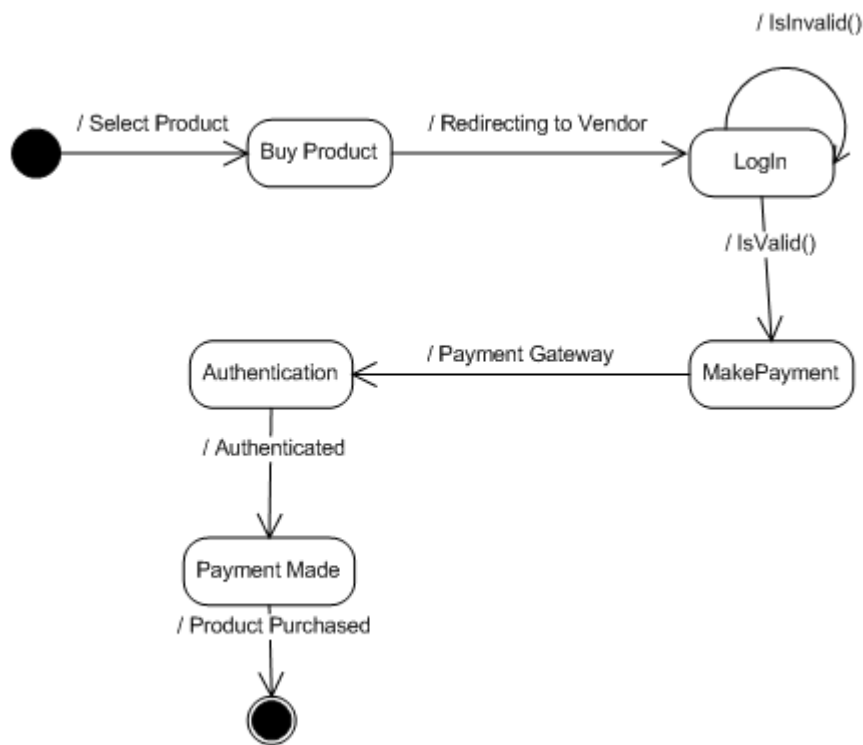 / IsInvalid()
/ Select Product
Buy Product
/ Redirecting to Vendor
LogIn
/ IsValid()
Authentication
/ Payment Gateway
MakePayment
/ Authenticated
Payment Made
/ Product Purchased